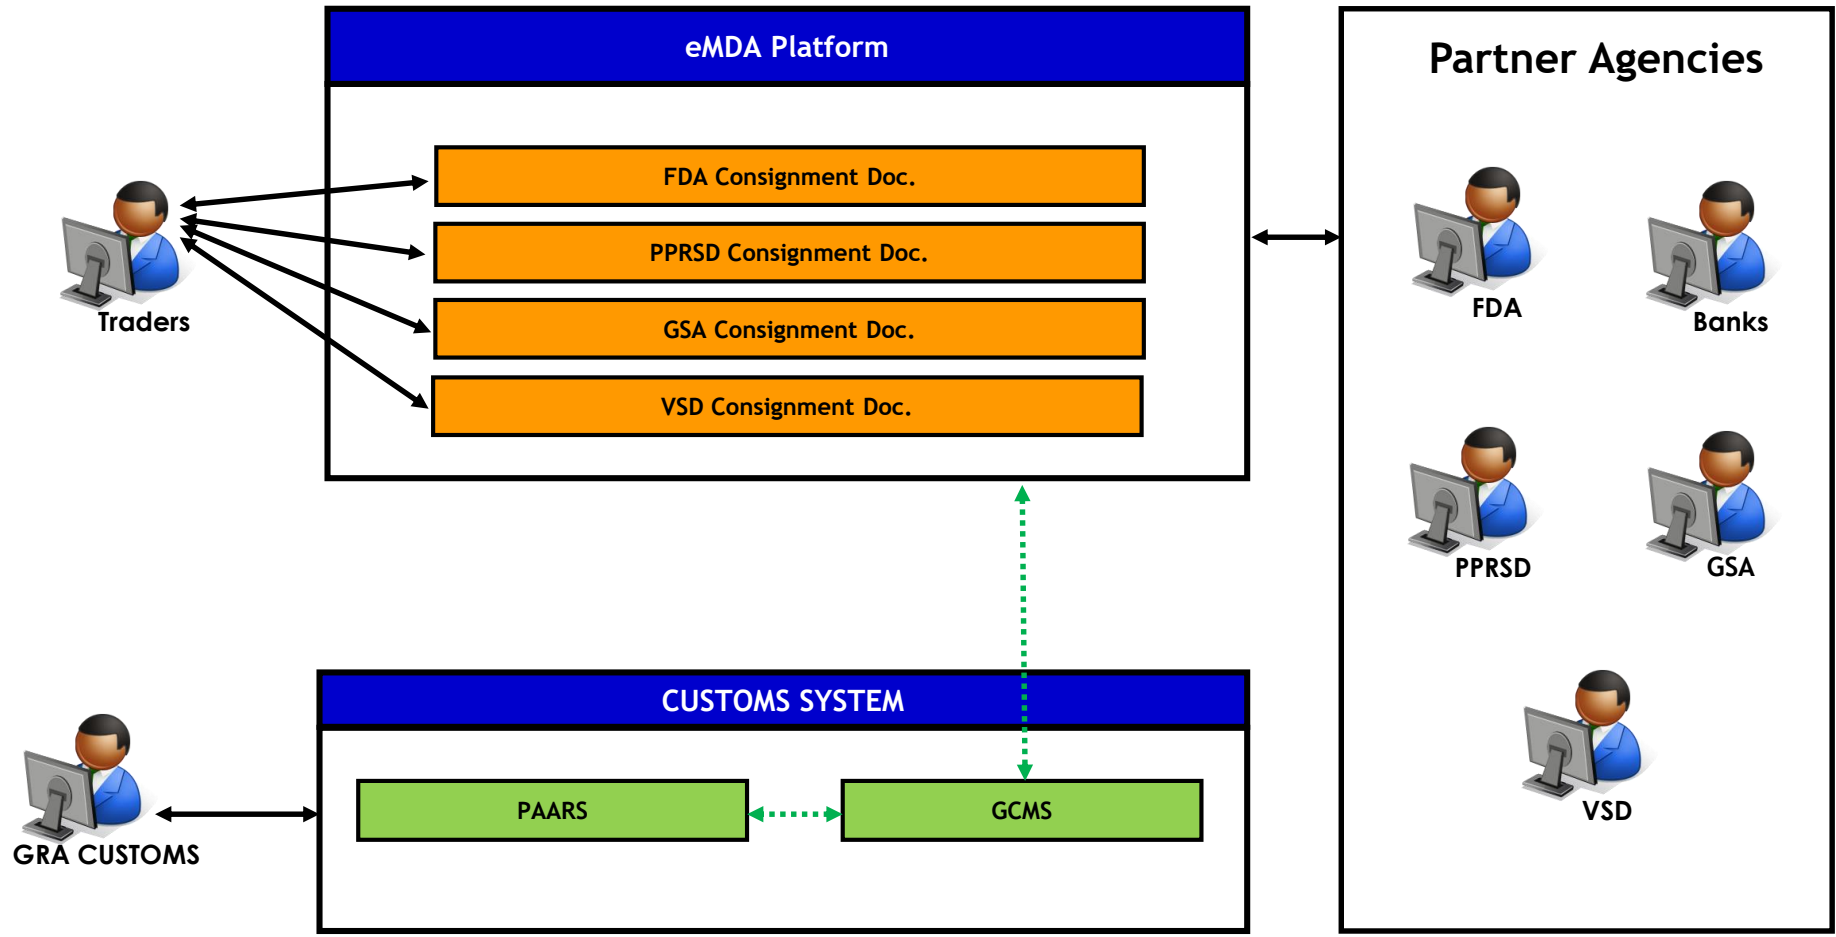 eMDA Platform
Partner Agencies
FDA Consignment Doc.
PPRSD Consignment Doc.
GSA Consignment Doc.
VSD Consignment Doc.
Traders
FDA
Banks
PPRSD
GSA
VSD
CUSTOMS SYSTEM
PAARS
GCMS
GRA CUSTOMS